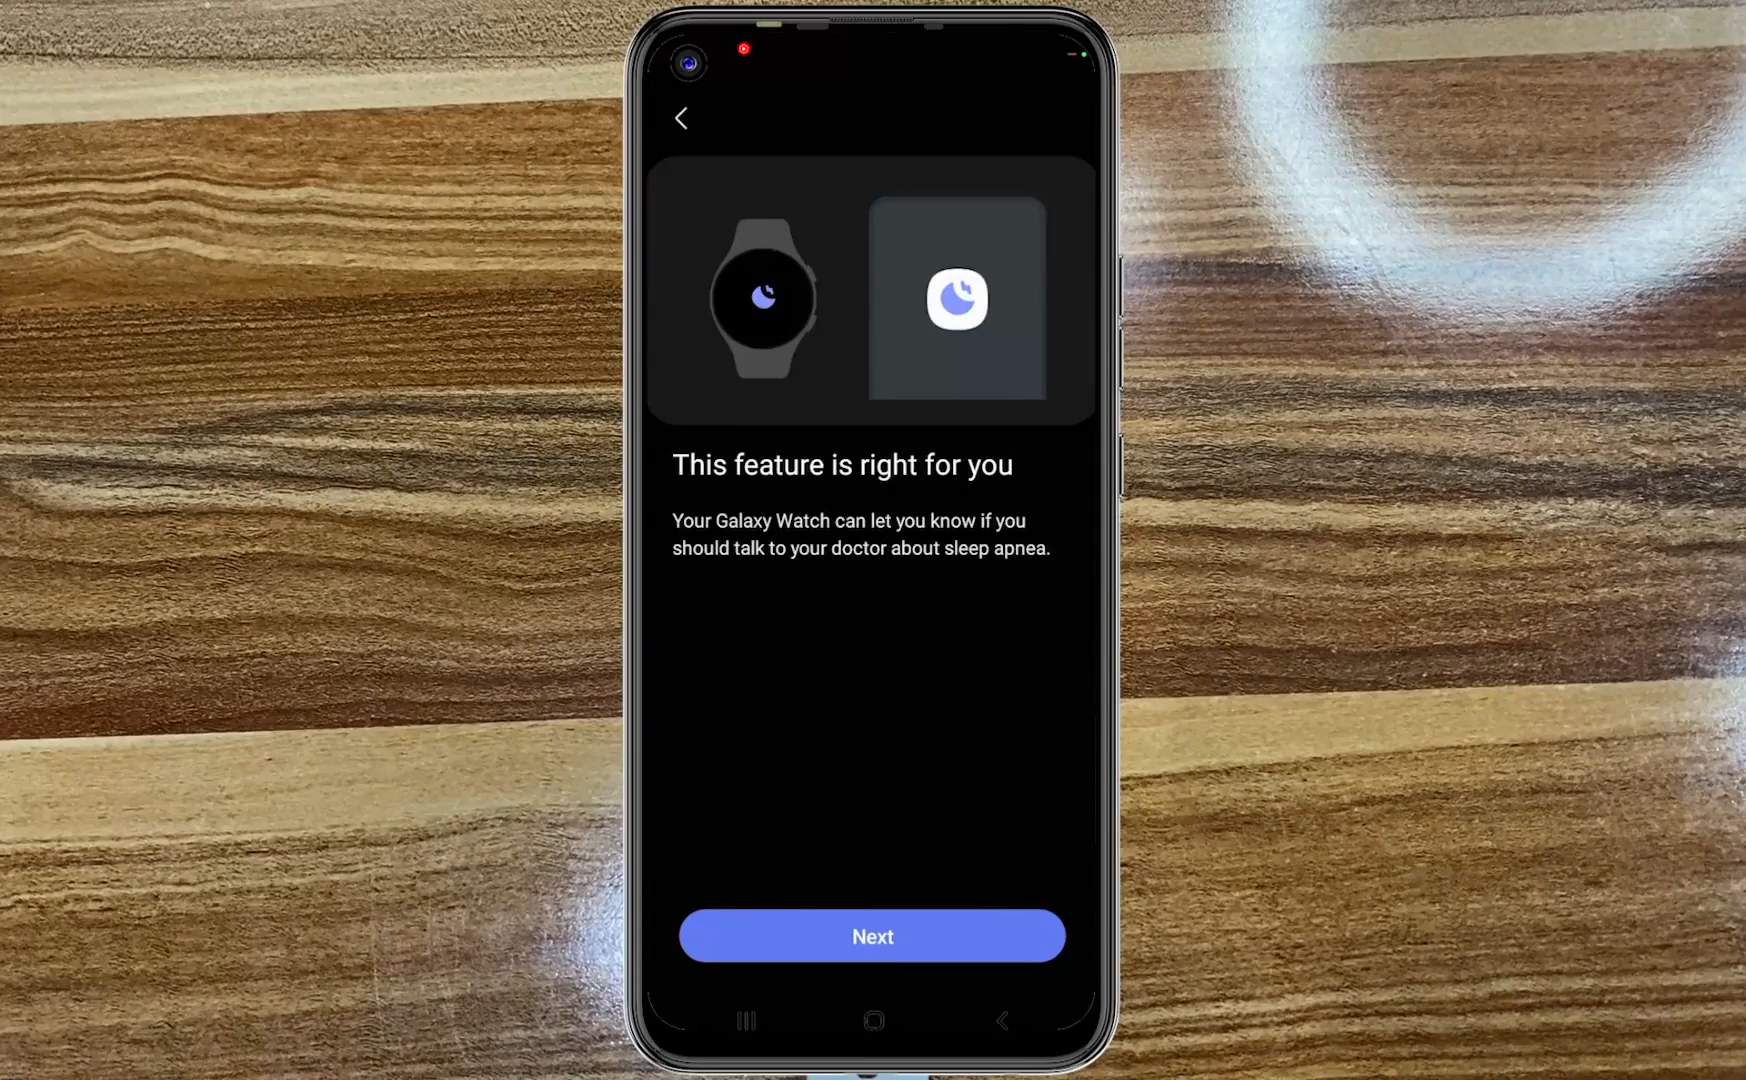 This feature is right for you
Your Galaxy Watch can let you know if you
should talk to your doctor about sleep apnea.
Next